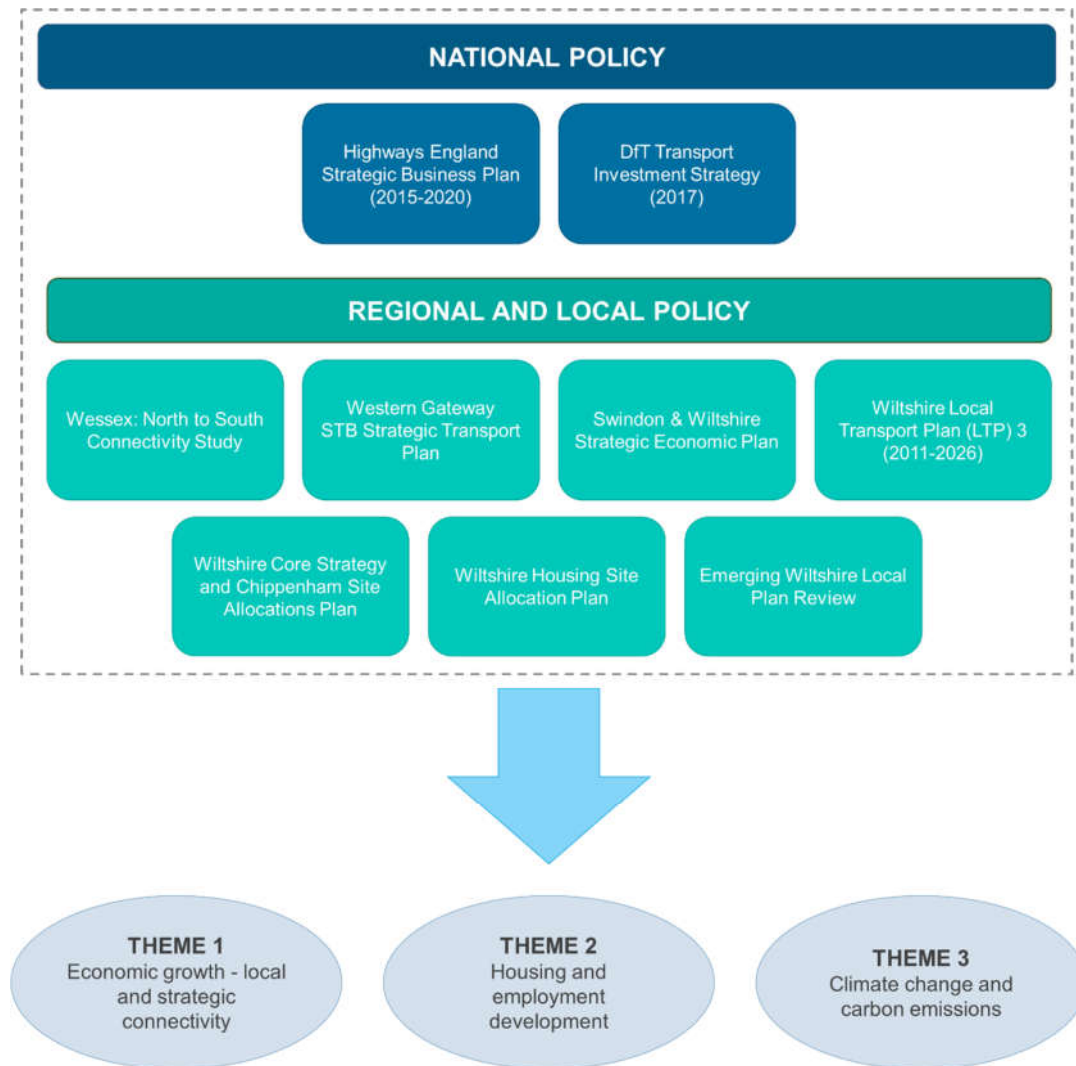 NATIONAL POLICY
Highways England
Strategic Business Plan
(2015-2020)
DfT Transport
Investment Strategy
(2017)
REGIONAL AND LOCAL POLICY
Wessex: North to South
Connectivity Study
Western Gateway
STB Strategic Transport
Plan
Swindon & Wiltshire
Strategic Economic Plan
Wiltshire Local
Transport Plan (LTP) 3
(2011-2026)
Wiltshire Core Strategy
and Chippenham Site
Allocations Plan
Wiltshire Housing Site
Allocation Plan
Emerging Wiltshire Local
Plan Review
THEME 1
Economic growth - local
and strategic
connectivity
THEME 2
Housing and
employment
development
THEME 3
Climate change and
carbon emissions